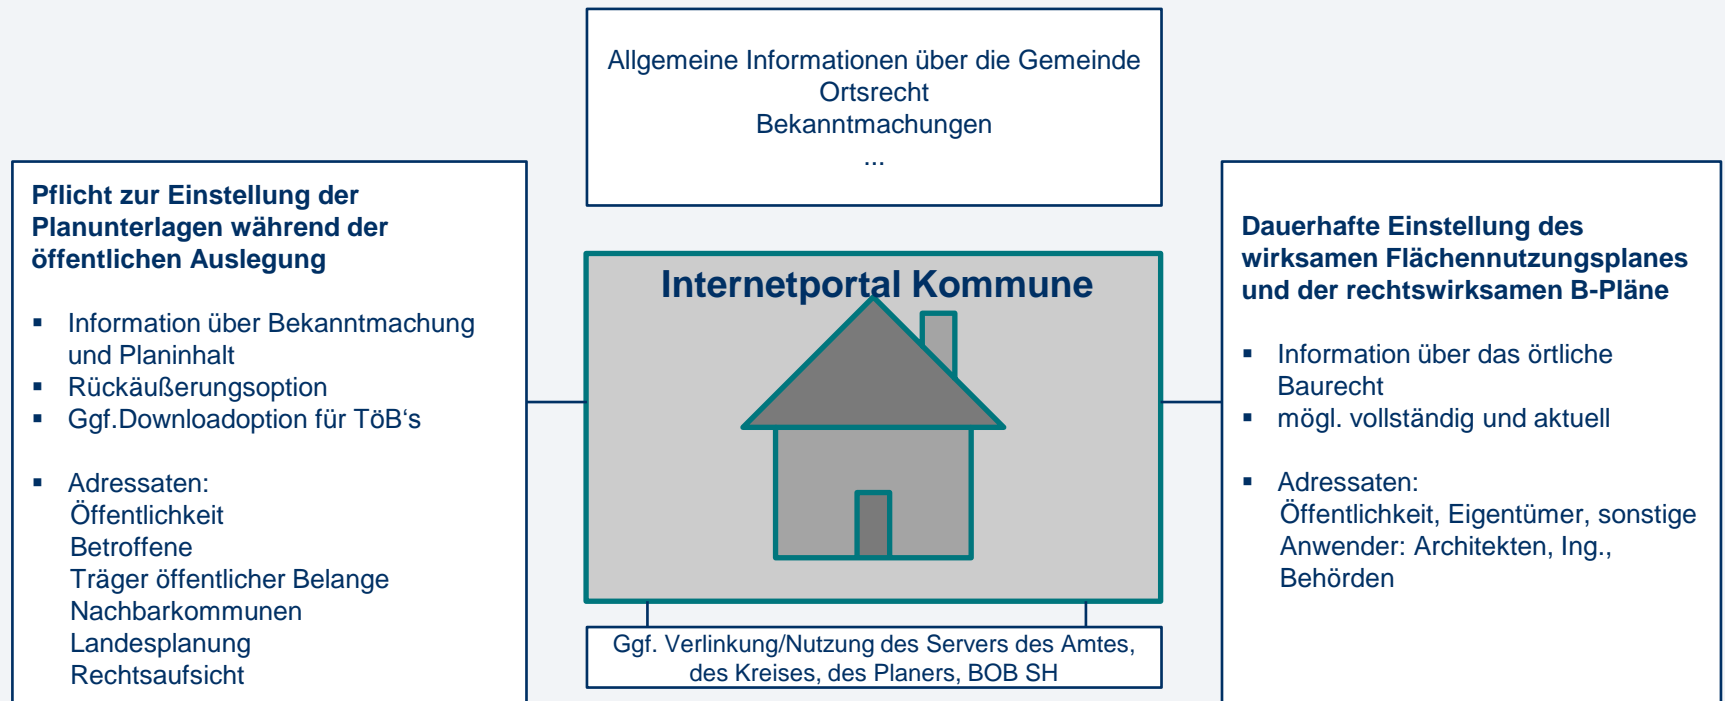 Allgemeine Informationen über die Gemeinde
Ortsrecht
Bekanntmachungen
...
Pflicht zur Einstellung der
Planunterlagen während der
öffentlichen Auslegung
▪ Information über Bekanntmachung
und Planinhalt
▪ Rückäußerungsoption
▪ Ggf.Downloadoption für TöB‘s
▪ Adressaten:
Öffentlichkeit
Betroffene
Träger öffentlicher Belange
Nachbarkommunen
Landesplanung
Rechtsaufsicht
Internetportal Kommune
Ggf. Verlinkung/Nutzung des Servers des Amtes,
des Kreises, des Planers, BOB SH
Dauerhafte Einstellung des
wirksamen Flächennutzungsplanes
und der rechtswirksamen B-Pläne
▪ Information über das örtliche
Baurecht
▪ mögl. vollständig und aktuell
▪ Adressaten:
Öffentlichkeit, Eigentümer, sonstige
Anwender: Architekten, Ing.,
Behörden